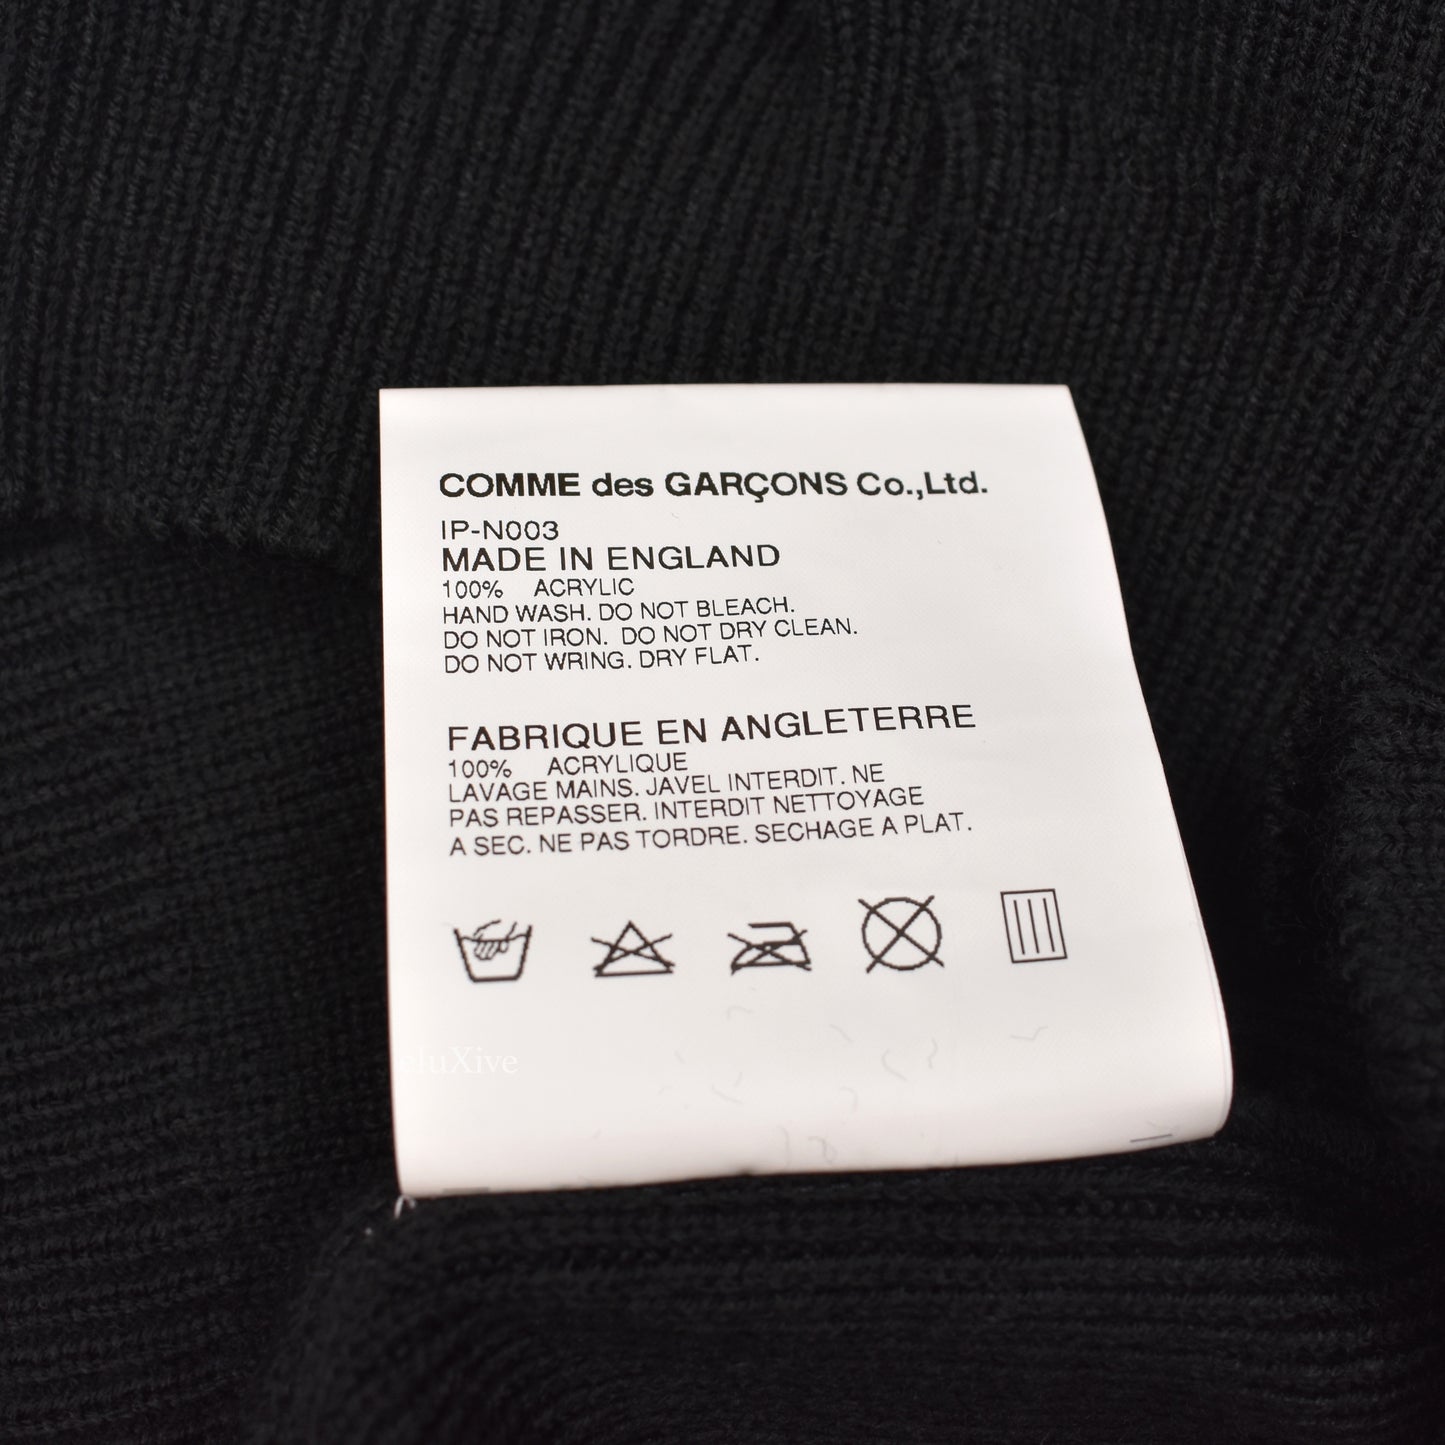 COMME des GARÇONS Co.,Ltd.
IP-N003
MADE IN ENGLAND
100% ACRYLIC
HAND WASH. DO NOT BLEACH.
DO NOT IRON. DO NOT DRY CLEAN.
DO NOT WRING. DRY FLAT.
FABRIQUE EN ANGLETERRE
100% ACRYLIQUE
LAVAGE MAINS. JAVEL INTERDIT. NE
PAS REPASSER. INTERDIT NETTOYAGE
A SEC. NE PAS TORDRE. SECHAGE A PLAT.